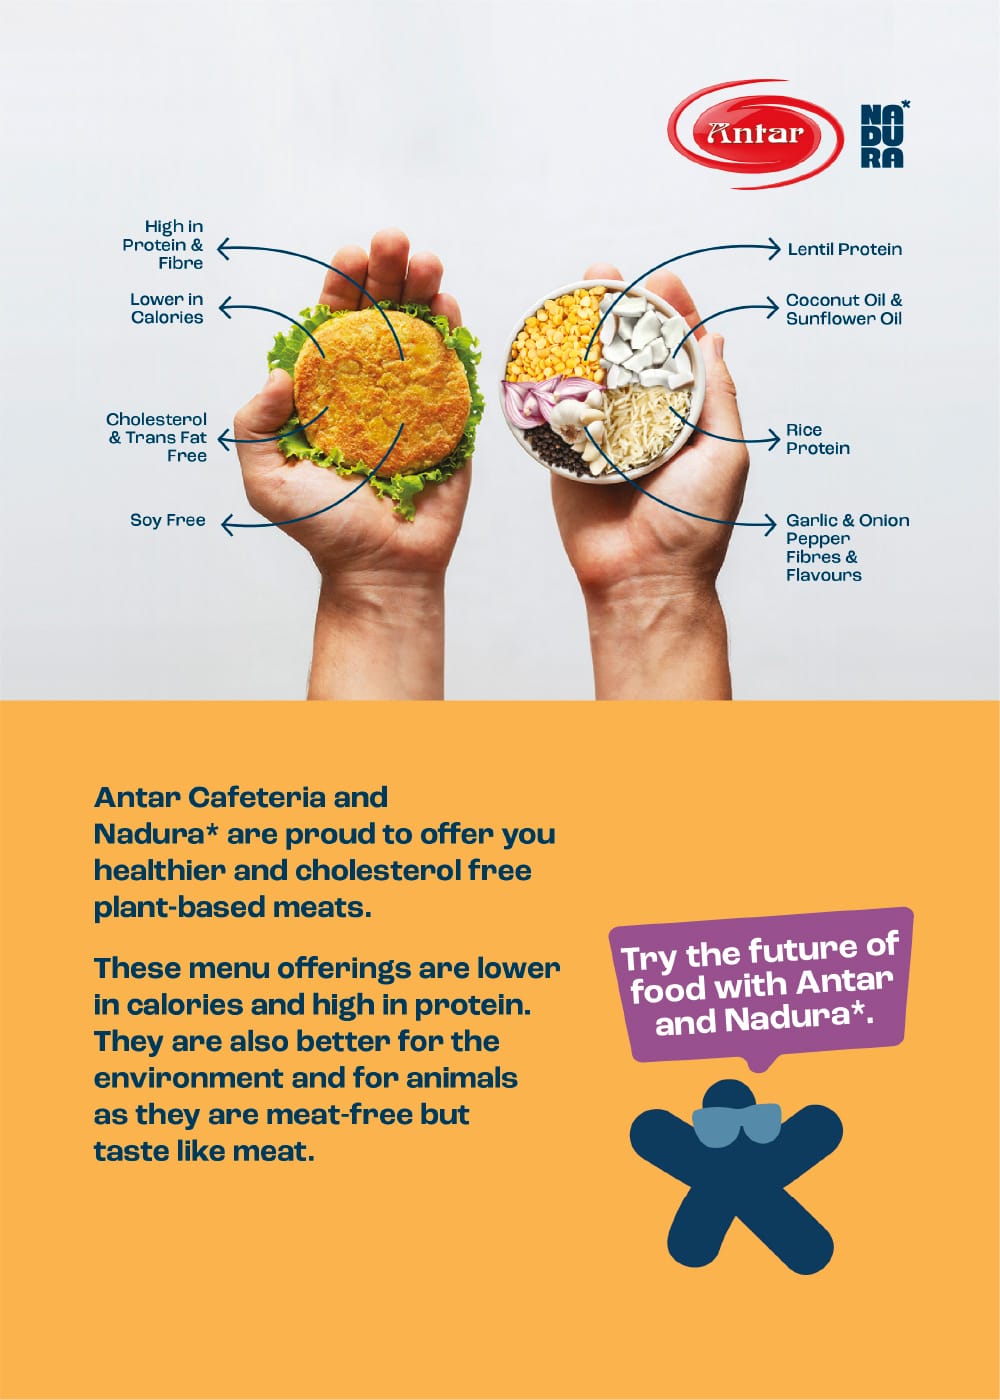 Antar
NA*
DU
RA
High in
Protein &
Fibre
Lower in
Calories
Cholesterol
& Trans Fat
Free
Soy Free
Lentil Protein
Coconut Oil &
Sunflower Oil
Rice
Protein
Garlic & Onion
Pepper
Fibres &
Flavours
Antar Cafeteria and
Nadura* are proud to offer you
healthier and cholesterol free
plant-based meats.
These menu offerings are lower
in calories and high in protein.
They are also better for the
environment and for animals
as they are meat-free but
taste like meat.
Try the future of
food with Antar
and Nadura*.